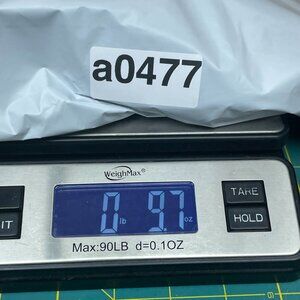 a0477
WeighMax®
0 lb 9.7 oz
TARE
HOLD
IT
Max:90LB d=0.1OZ